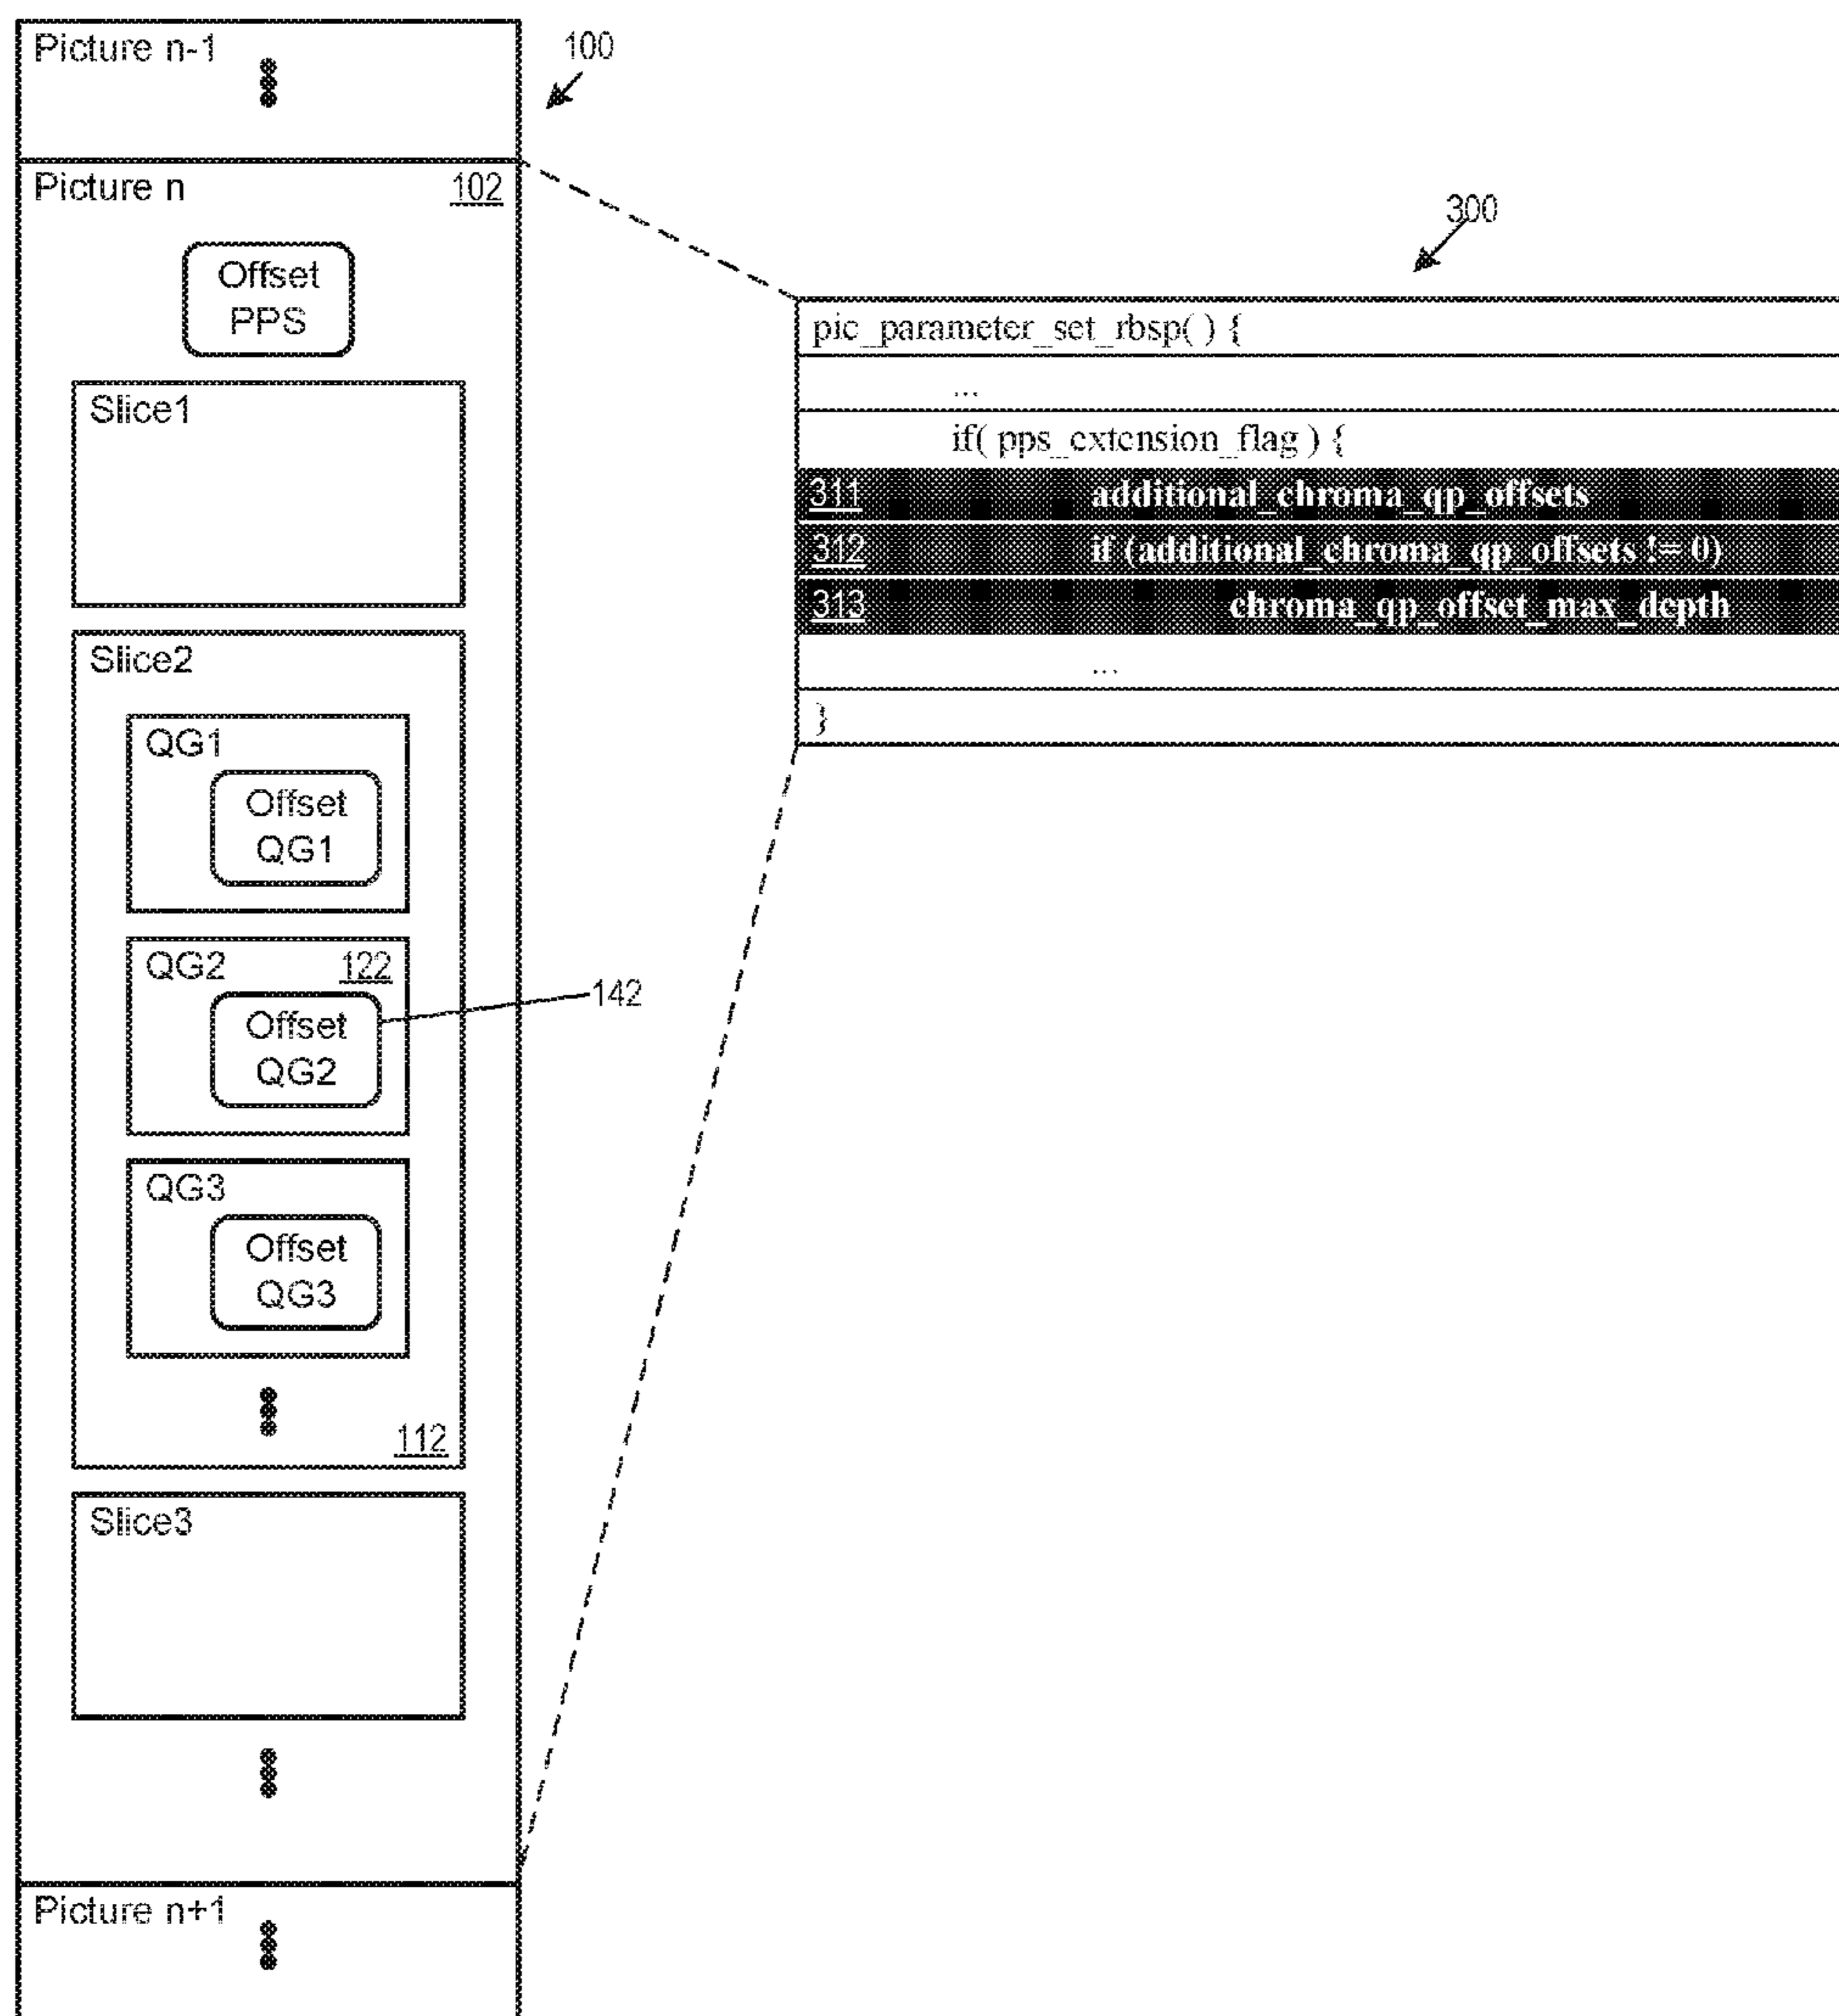 Picture n-1
100
Picture n
102
Offset
PPS
Slice1
Slice2
QG1
Offset
QG1
QG2
122
Offset
QG2
142
QG3
Offset
QG3
112
Slice3
Picture n+1
300
pic_parameter_set_rbsp( ) {
...
if( pps_extension_flag ) {
311 additional_chroma_qp_offsets
312 if (additional_chroma_qp_offsets != 0)
313 chroma_qp_offset_max_depth
...
}